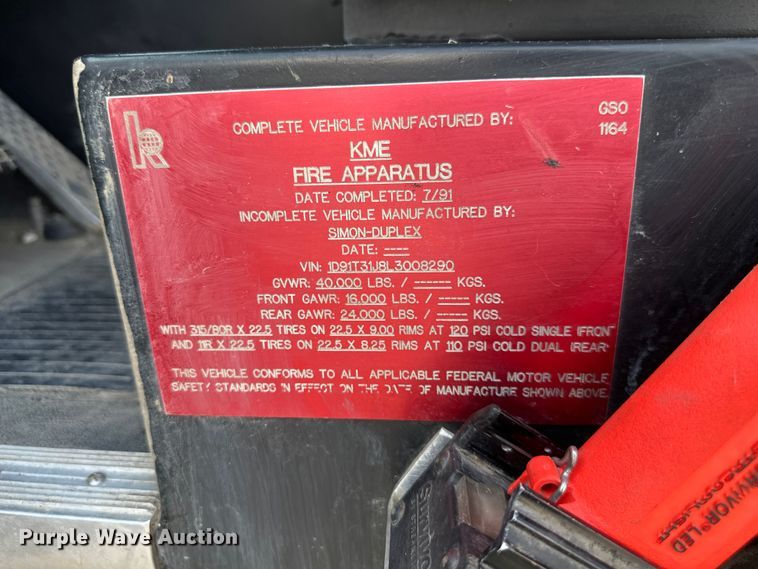 GSO
1164
COMPLETE VEHICLE MANUFACTURED BY:
KME
FIRE APPARATUS
DATE COMPLETED: 7/91
INCOMPLETE VEHICLE MANUFACTURED BY:
SIMON-DUPLEX
DATE: ----
VIN: 1D91T31J8L3008290
GVWR: 40,000 LBS. / ------ KGS.
FRONT GAWR: 16,000 LBS. / ----- KGS.
REAR GAWR: 24,000 LBS. / ----- KGS.
WITH 315/80R X 22.5 TIRES ON 22.5 X 9.00 RIMS AT 120 PSI COLD SINGLE (FRONT
AND 11R X 22.5 TIRES ON 22.5 X 8.25 RIMS AT 110 PSI COLD DUAL (REAR)
THIS VEHICLE CONFORMS TO ALL APPLICABLE FEDERAL MOTOR VEHICLE
SAFETY STANDARDS IN EFFECT ON THE DATE OF MANUFACTURE SHOWN ABOVE.
SURVIVOR® LED
Purple Wave Auction